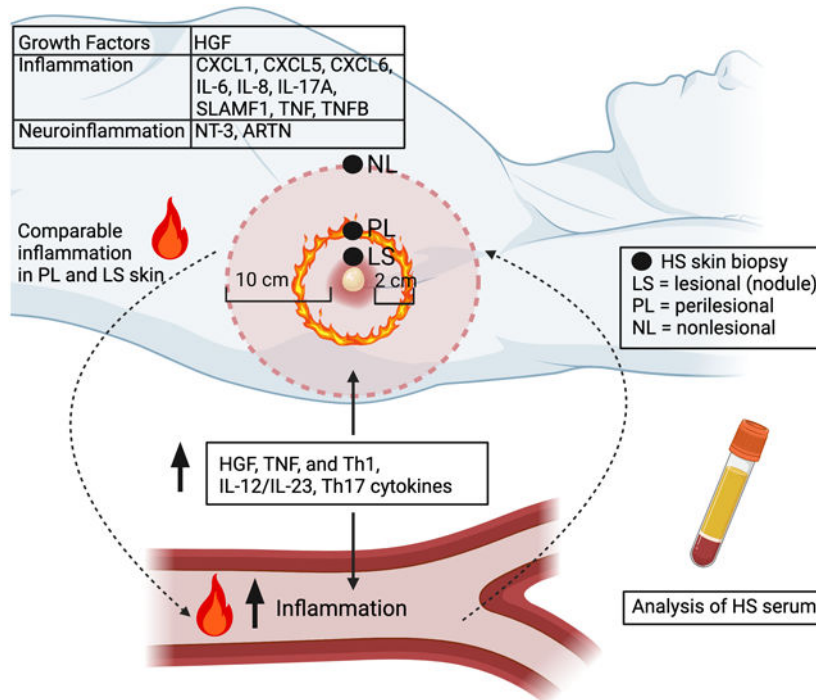 Growth Factors HGF
Inflammation CXCL1, CXCL5, CXCL6,
IL-6, IL-8, IL-17A,
SLAMF1, TNF, TNFB
Neuroinflammation NT-3, ARTN
NL
PL
LS
Comparable
inflammation
in PL and LS skin
10 cm
2 cm
HS skin biopsy
LS = lesional (nodule)
PL = perilesional
NL = nonlesional
HGF, TNF, and Th1,
IL-12/IL-23, Th17 cytokines
Inflammation
Analysis of HS serum